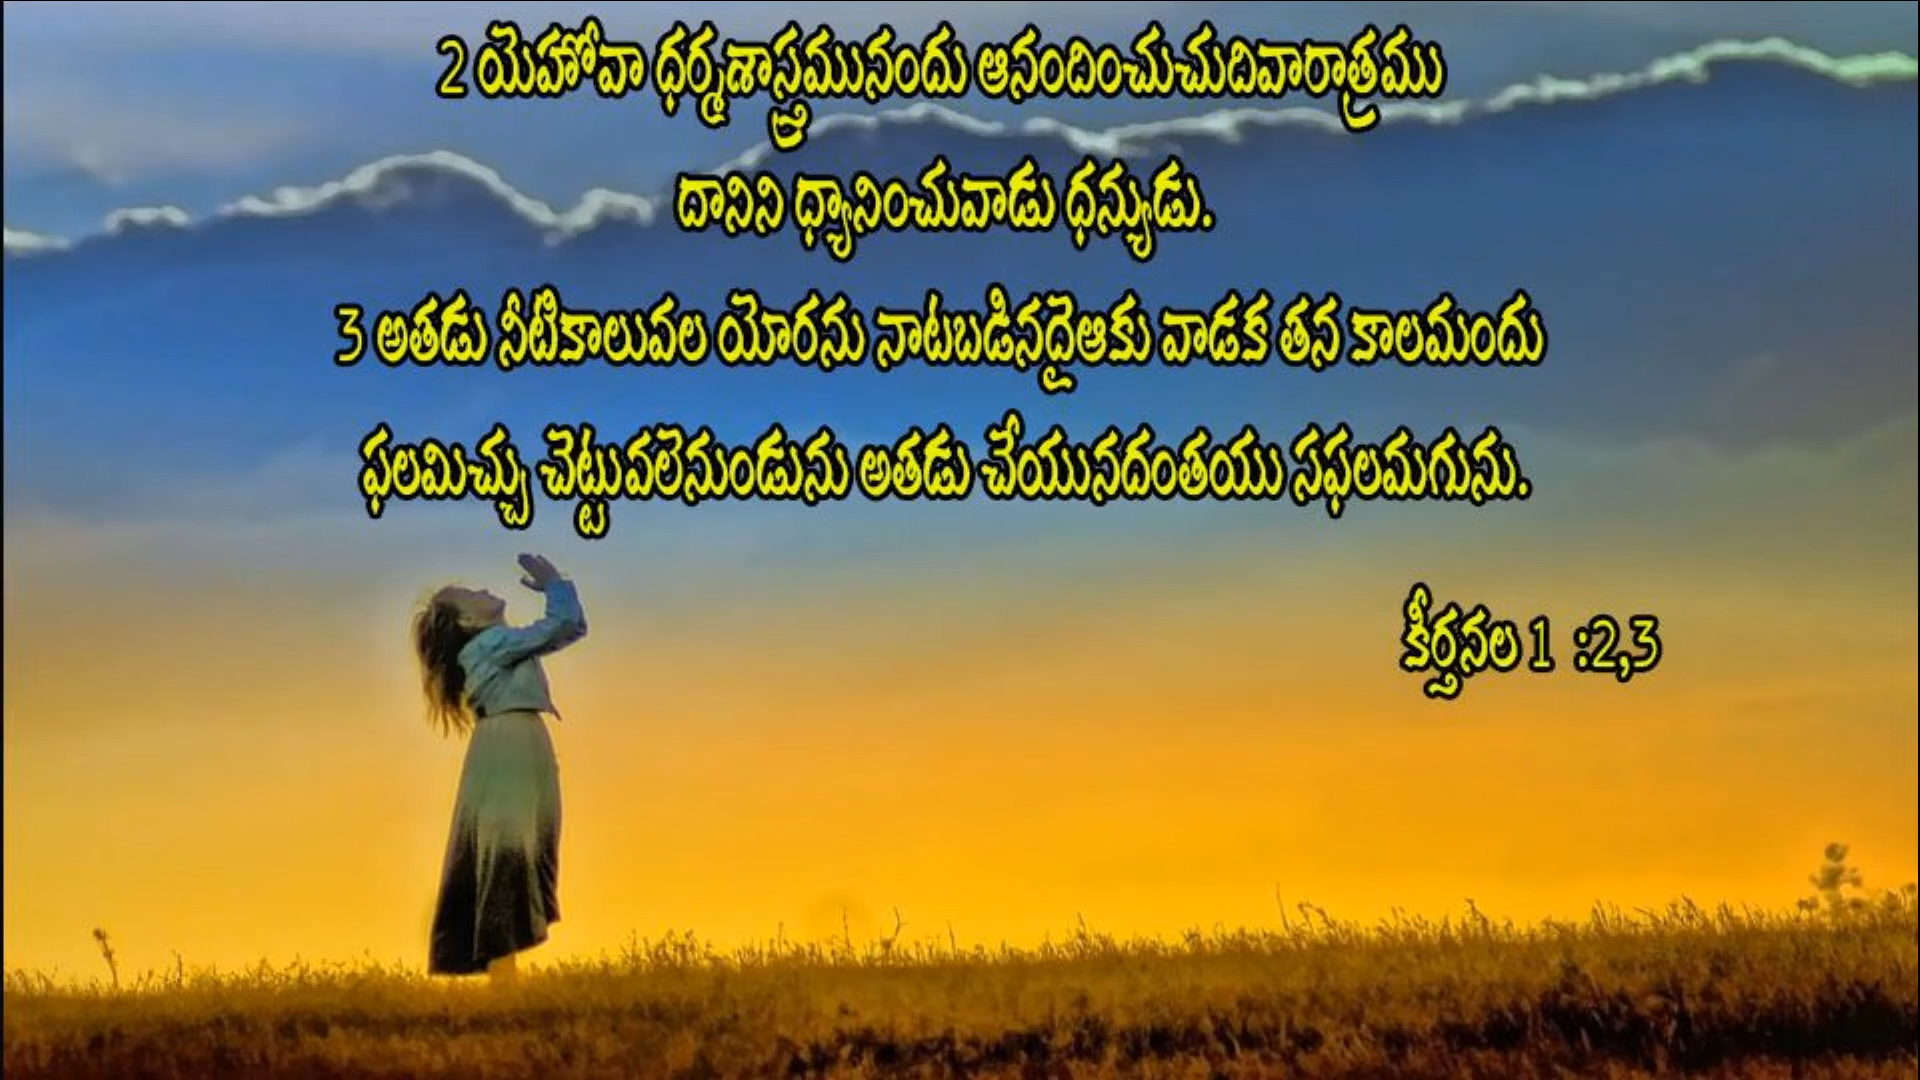 2 యెహోవా ధర్మశాస్త్రమునందు ఆనందించుచుదివారాత్రము
దానిని ధ్యానించువాడు ధన్యుడు.
3 అతడు నీటికాలువల యోరను నాటబడినదైఆకు వాడక తన కాలమందు
ఫలమిచ్చు చెట్టువలెనుండును అతడు చేయునదంతయు సఫలమగును.
కీర్తనల 1 :2,3